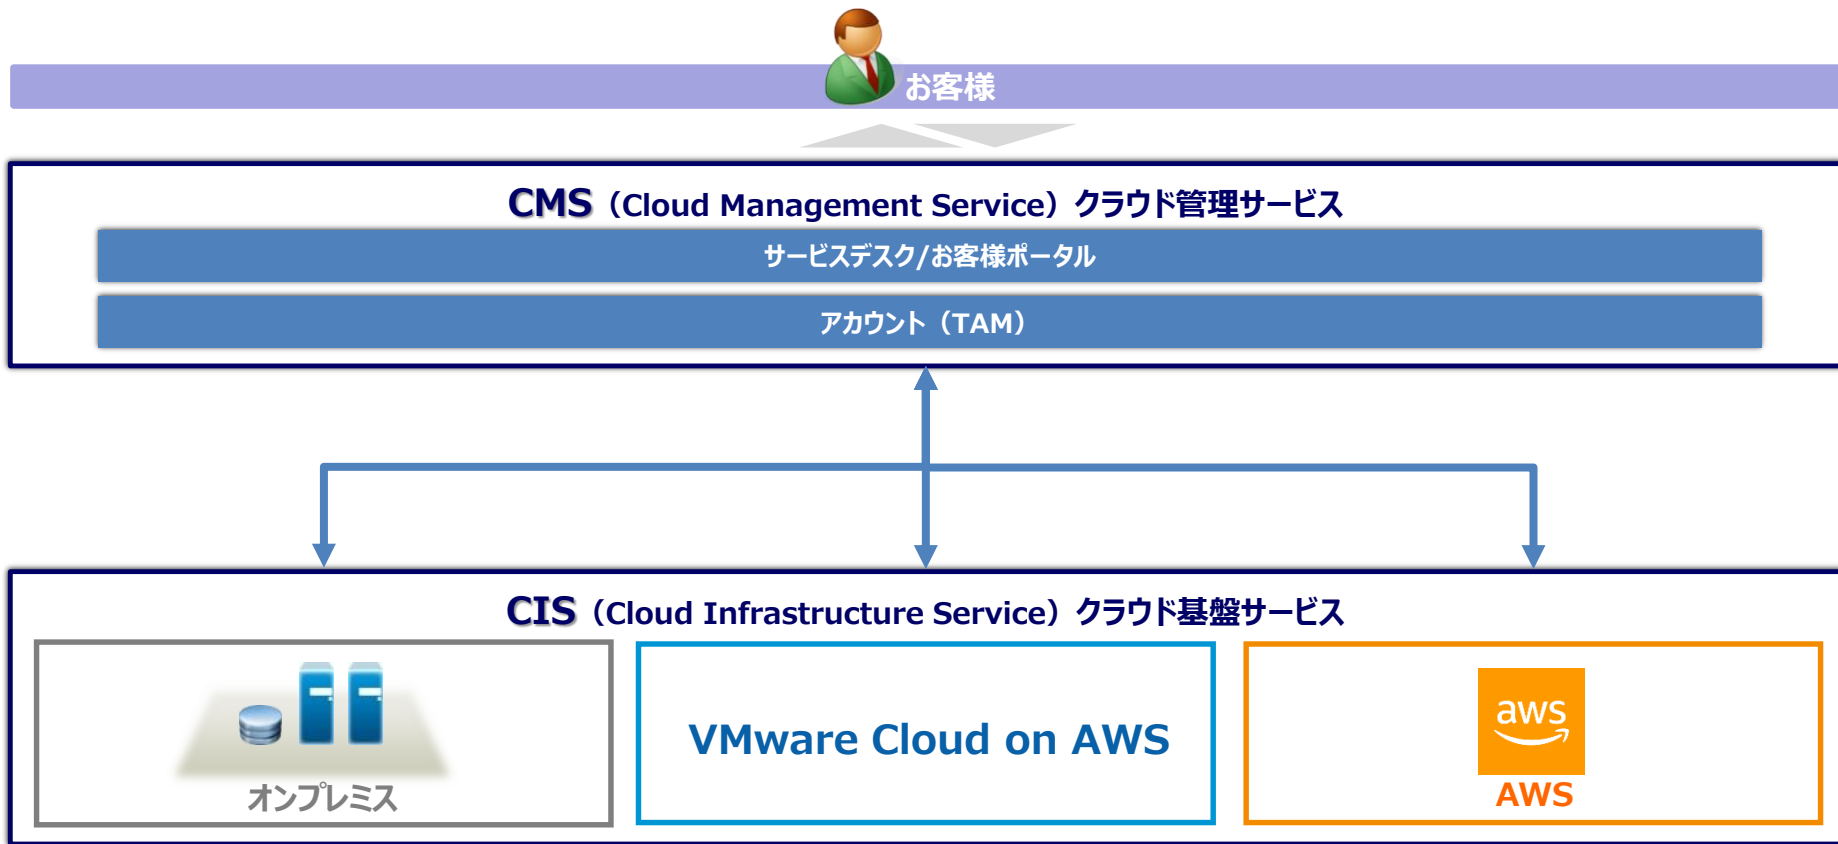 お客様
CMS（Cloud Management Service）クラウド管理サービス
サービスデスク/お客様ポータル
アカウント（TAM）
CIS（Cloud Infrastructure Service）クラウド基盤サービス
オンプレミス
VMware Cloud on AWS
aws
AWS